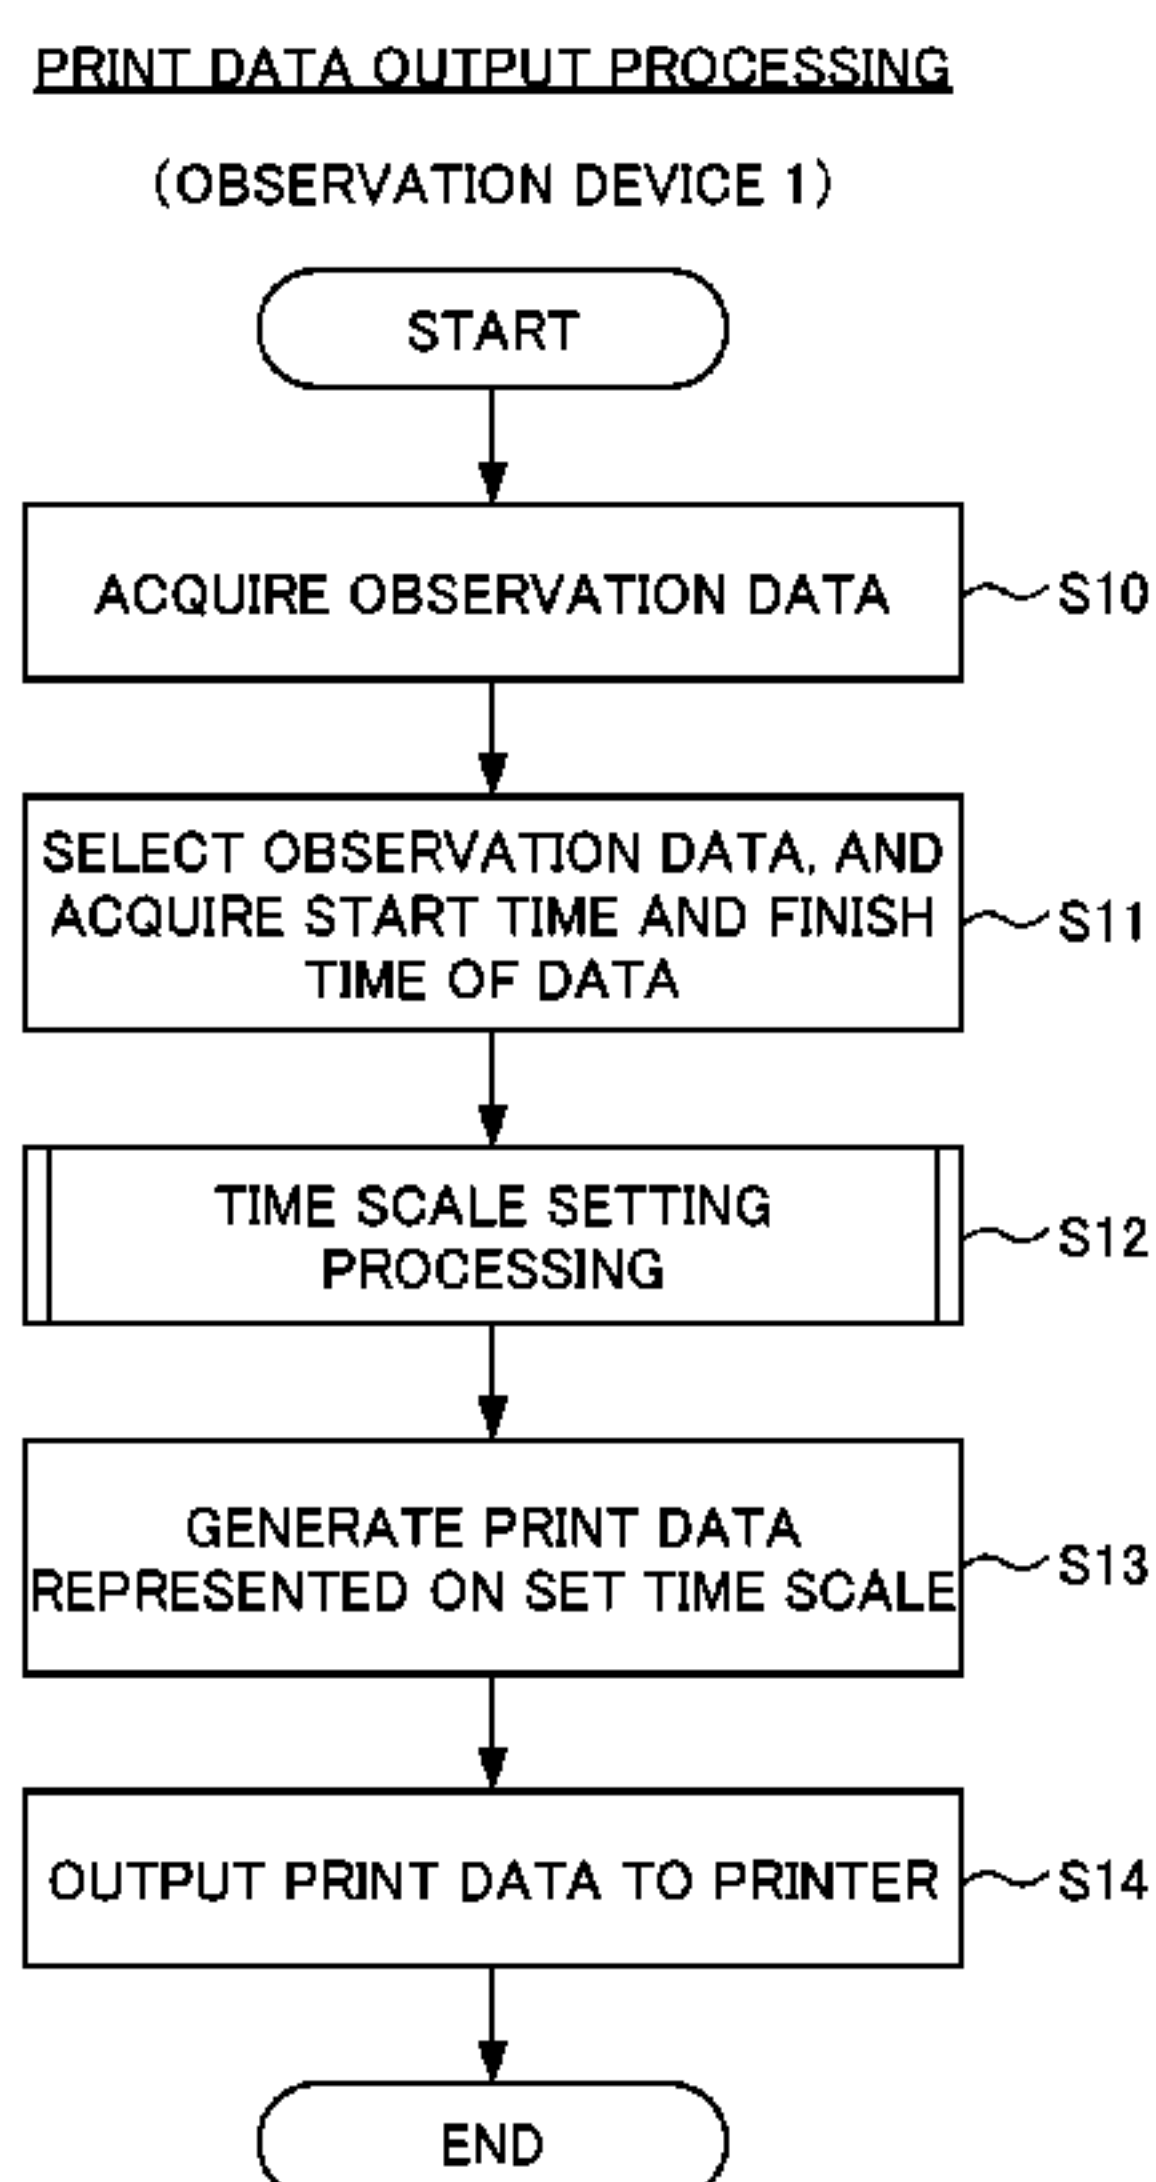 PRINT DATA OUTPUT PROCESSING
(OBSERVATION DEVICE 1)
START
ACQUIRE OBSERVATION DATA
S10
SELECT OBSERVATION DATA, AND
ACQUIRE START TIME AND FINISH
TIME OF DATA
S11
TIME SCALE SETTING
PROCESSING
S12
GENERATE PRINT DATA
REPRESENTED ON SET TIME SCALE
S13
OUTPUT PRINT DATA TO PRINTER
S14
END